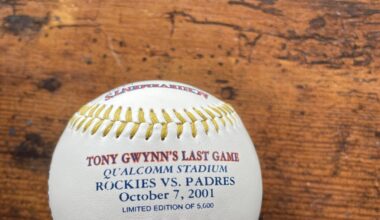 TONY GWYNN'S LAST GAME
QUALCOMM STADIUM
ROCKIES VS. PADRES
October 7, 2001
LIMITED EDITION OF 5,000